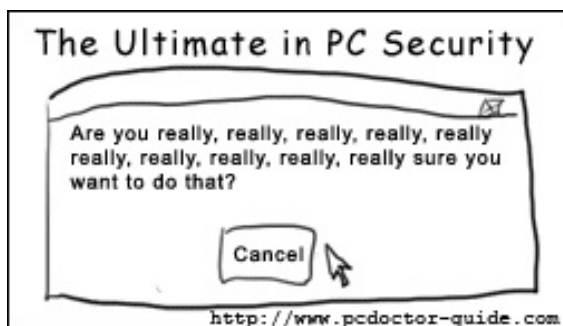 The Ultimate in PC Security
Are you really, really, really, really, really
really, really, really, really, really sure you
want to do that?
Cancel
http://www.pcdoctor-guide.com